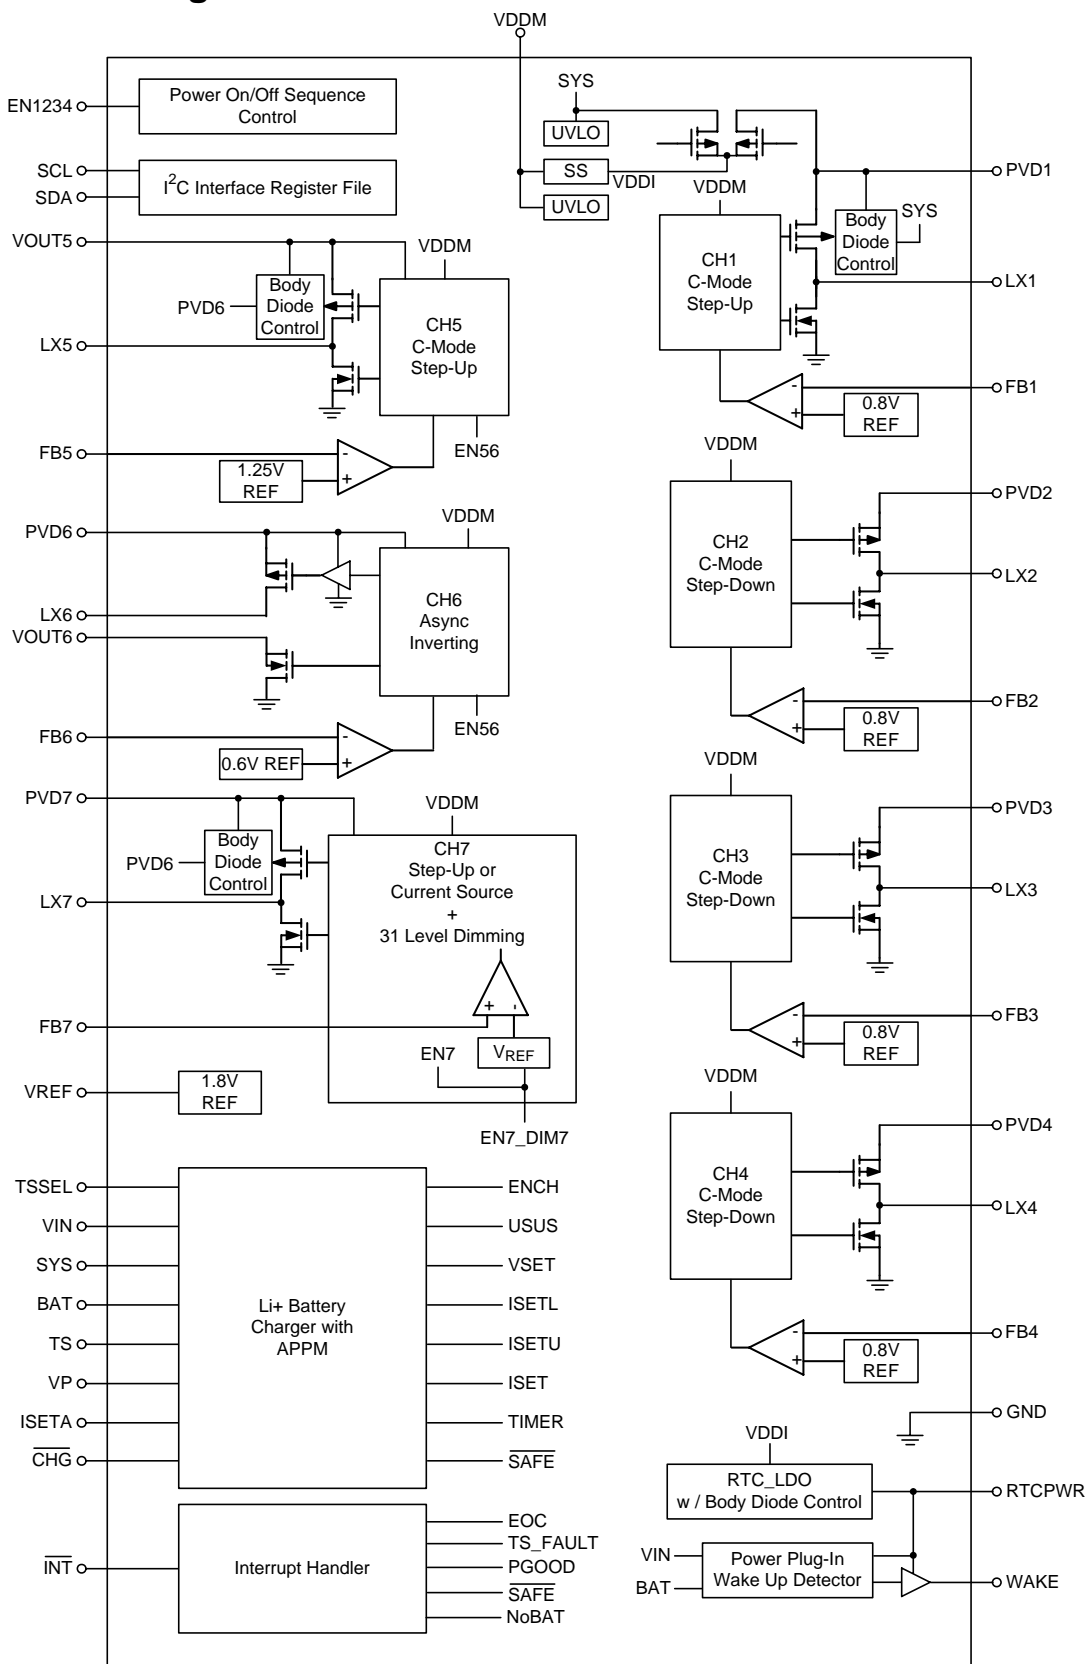 VDDM
EN1234
Power On/Off Sequence
Control
SCL
SDA
I2C Interface Register File
SYS
UVLO
SS
VDDI
UVLO
PVD1
VDDM
Body
Diode
Control
SYS
CH1
C-Mode
Step-Up
LX1
-
+
FB1
0.8V
REF
VOUT5
VDDM
Body
Diode
Control
PVD6
CH5
C-Mode
Step-Up
LX5
EN56
FB5
-
+
1.25V
REF
VDDM
PVD2
CH2
C-Mode
Step-Down
LX2
-
+
FB2
0.8V
REF
PVD6
VDDM
CH6
Async
Inverting
LX6
VOUT6
EN56
FB6
-
+
0.6V REF
VDDM
PVD3
CH3
C-Mode
Step-Down
LX3
-
+
FB3
0.8V
REF
PVD7
VDDM
Body
Diode
Control
PVD6
CH7
Step-Up or
Current Source
+
31 Level Dimming
LX7
+
-
FB7
EN7
VREF
EN7_DIM7
VREF
1.8V
REF
VDDM
PVD4
CH4
C-Mode
Step-Down
LX4
-
+
FB4
0.8V
REF
TSSEL
VIN
SYS
BAT
TS
VP
ISETA
CHG
Li+ Battery
Charger with
APPM
ENCH
USUS
VSET
ISETL
ISETU
ISET
TIMER
SAFE
GND
VDDI
RTC_LDO
w / Body Diode Control
RTCPWR
INT
Interrupt Handler
EOC
TS_FAULT
PGOOD
SAFE
NoBAT
VIN
BAT
Power Plug-In
Wake Up Detector
WAKE